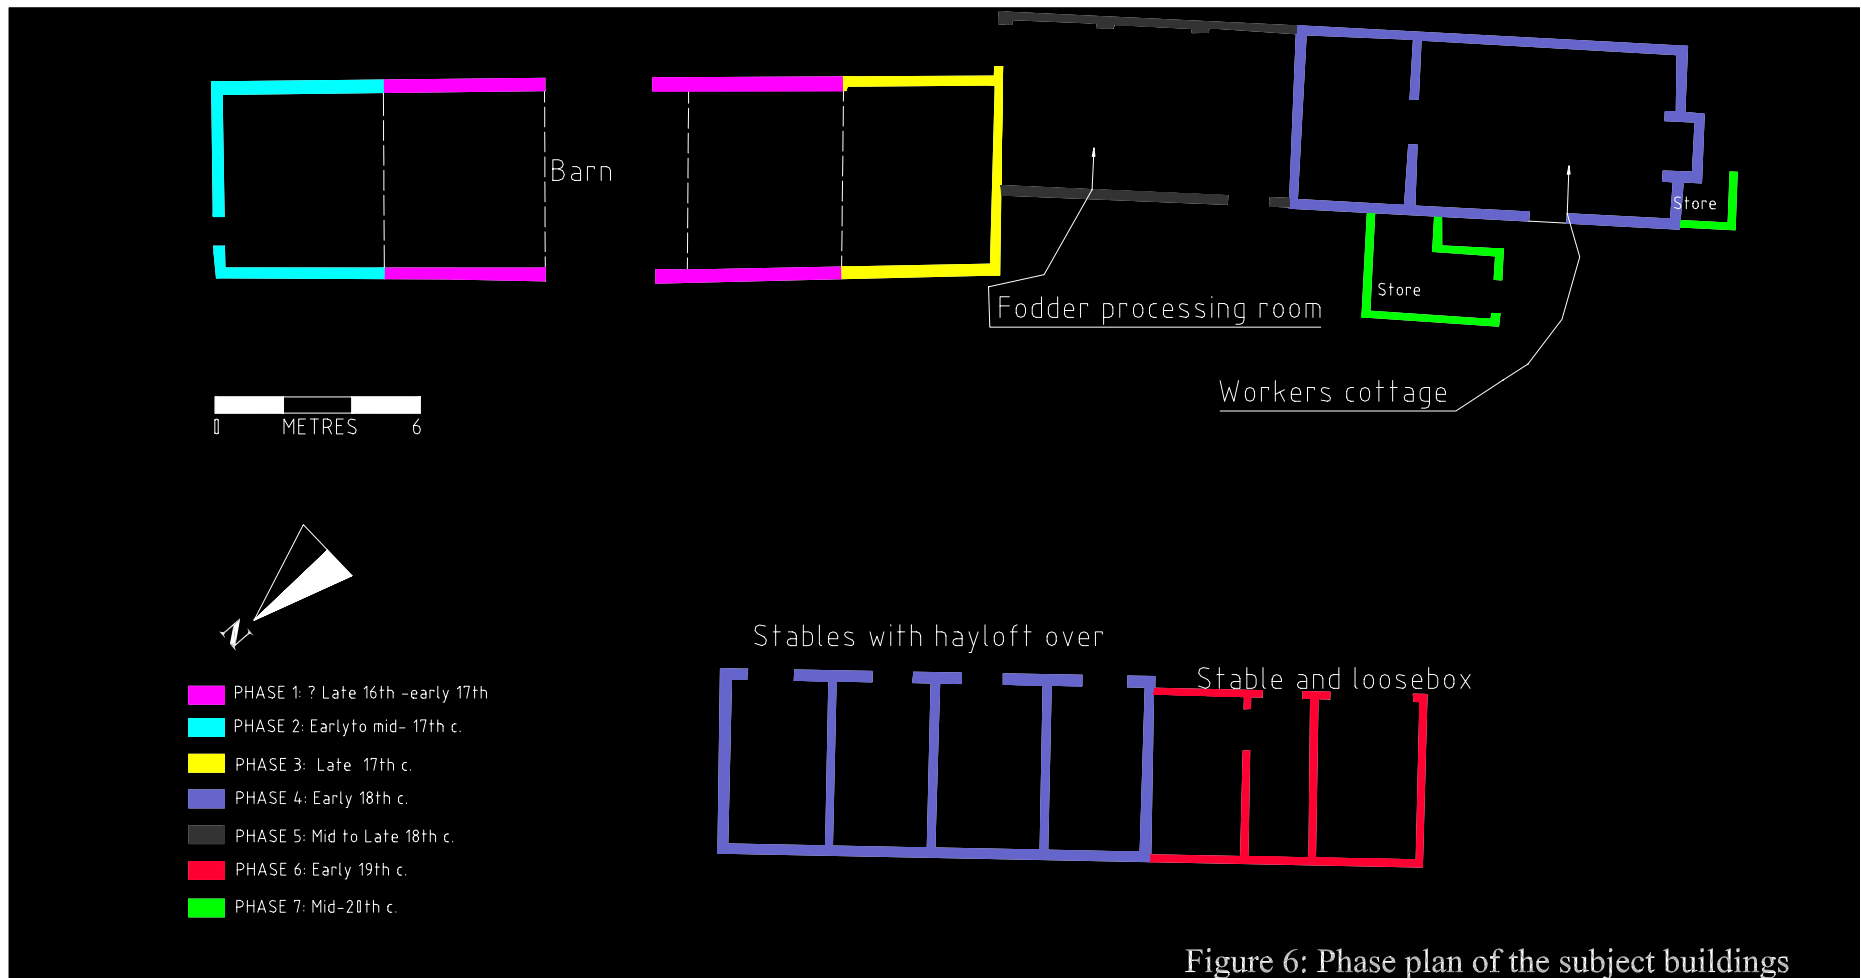 Barn
Store
Store
Fodder processing room
Workers cottage
0 METRES 6
N
Stables with hayloft over
Stable and loosebox
PHASE 1: ? Late 16th -early 17th
PHASE 2: Earlyto mid- 17th c.
PHASE 3: Late 17th c.
PHASE 4: Early 18th c.
PHASE 5: Mid to Late 18th c.
PHASE 6: Early 19th c.
PHASE 7: Mid-20th c.
Figure 6: Phase plan of the subject buildings